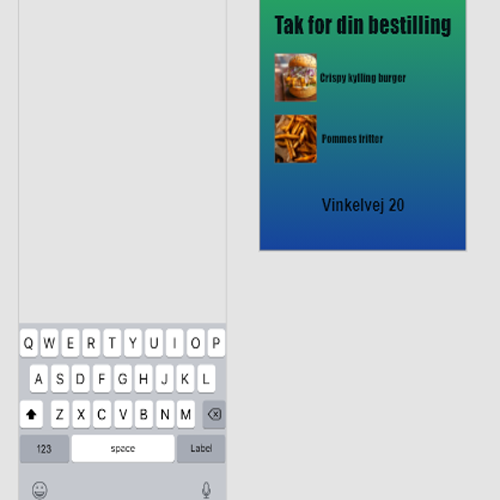 Tak for din bestilling
Crispy kylling burger
Pommes fritter
Vinkelvej 20
Q W E R T Y U I O P
A S D F G H J K L
Z X C V B N M
123 space Label